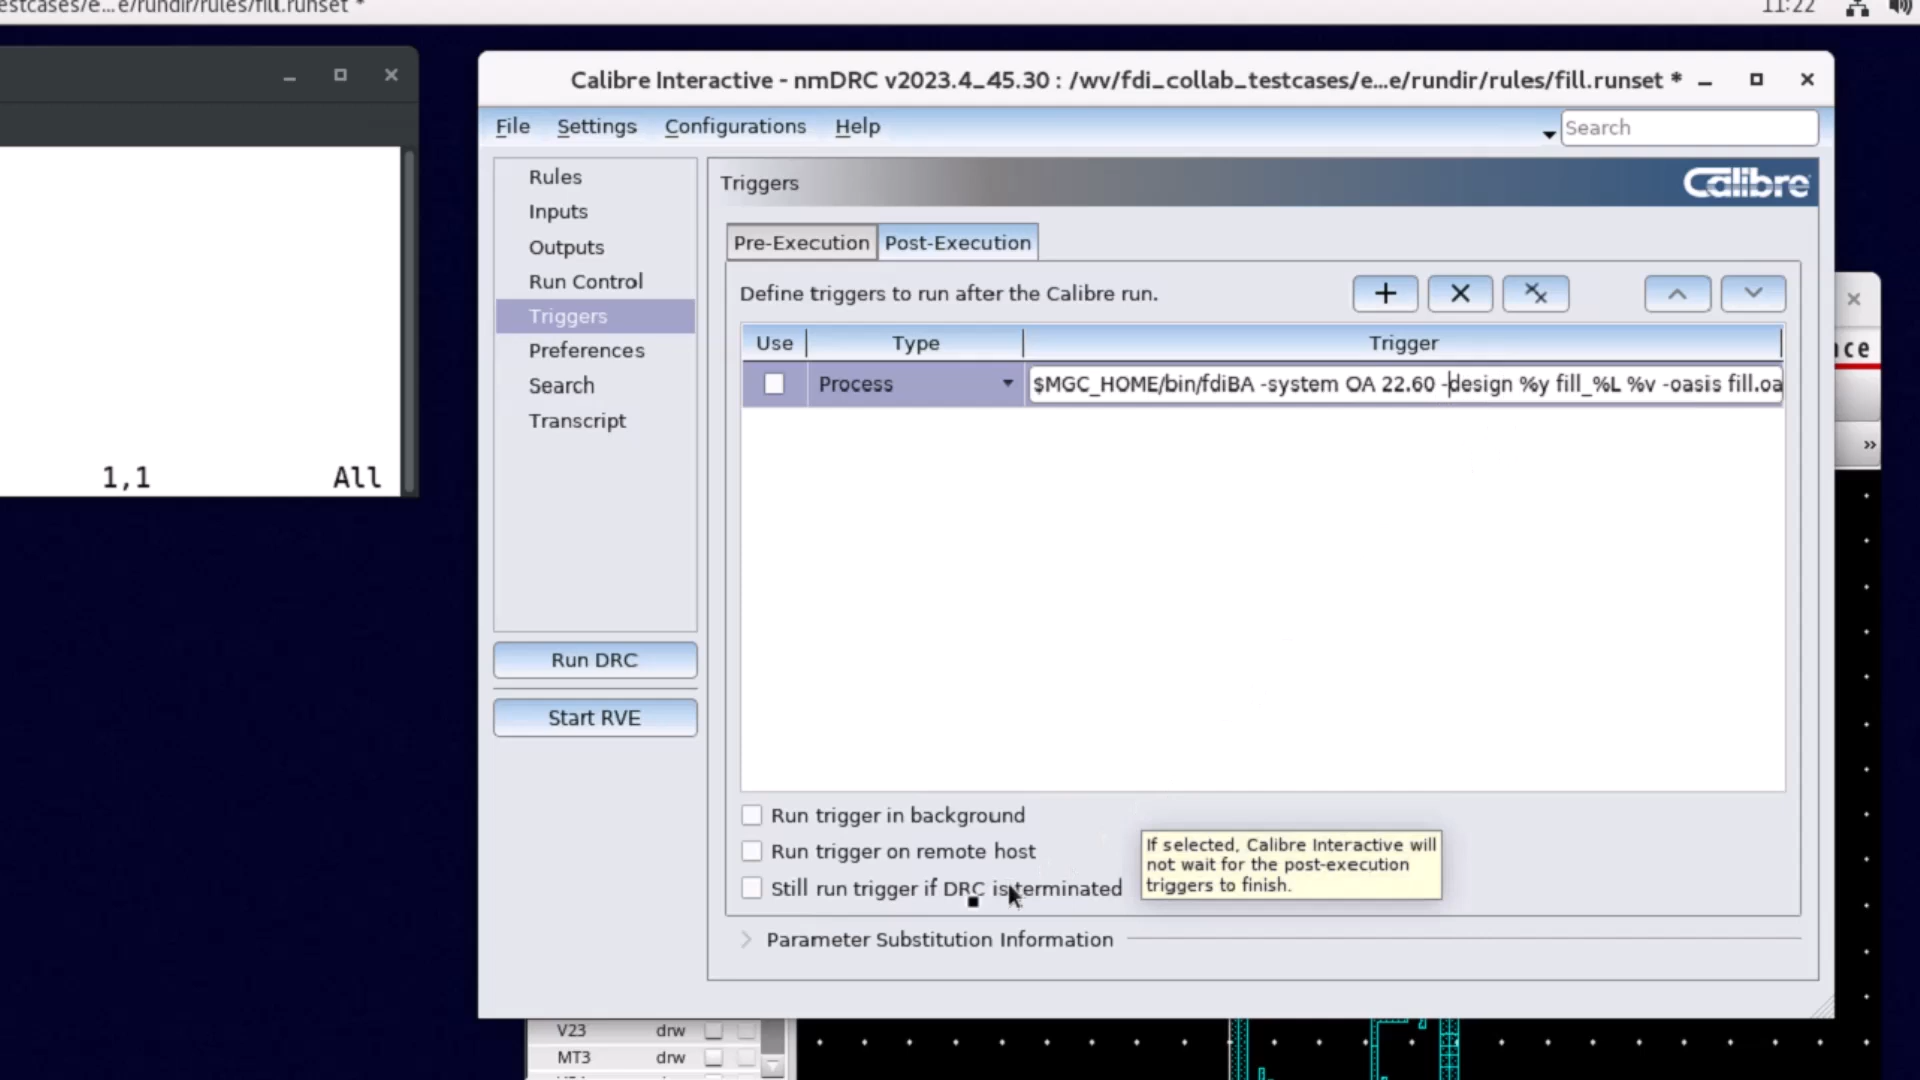 estcases/e...e/rundir/rules/fill.runset *
11:22
Calibre Interactive - nmDRC v2023.4_45.30 : /wv/fdi_collab_testcases/e...e/rundir/rules/fill.runset *
File Settings Configurations Help
Search
Rules
Inputs
Outputs
Run Control
Triggers
Preferences
Search
Transcript
Run DRC
Start RVE
Triggers
Calibre
Pre-Execution Post-Execution
Define triggers to run after the Calibre run.
Use Type Trigger
Process $MGC_HOME/bin/fdiBA -system OA 22.60 -design %y fill_%L %v -oasis fill.oa
Run trigger in background
Run trigger on remote host
Still run trigger if DRC is terminated
If selected, Calibre Interactive will
not wait for the post-execution
triggers to finish.
Parameter Substitution Information
1,1 All
nce
»
V23 drw
MT3 drw